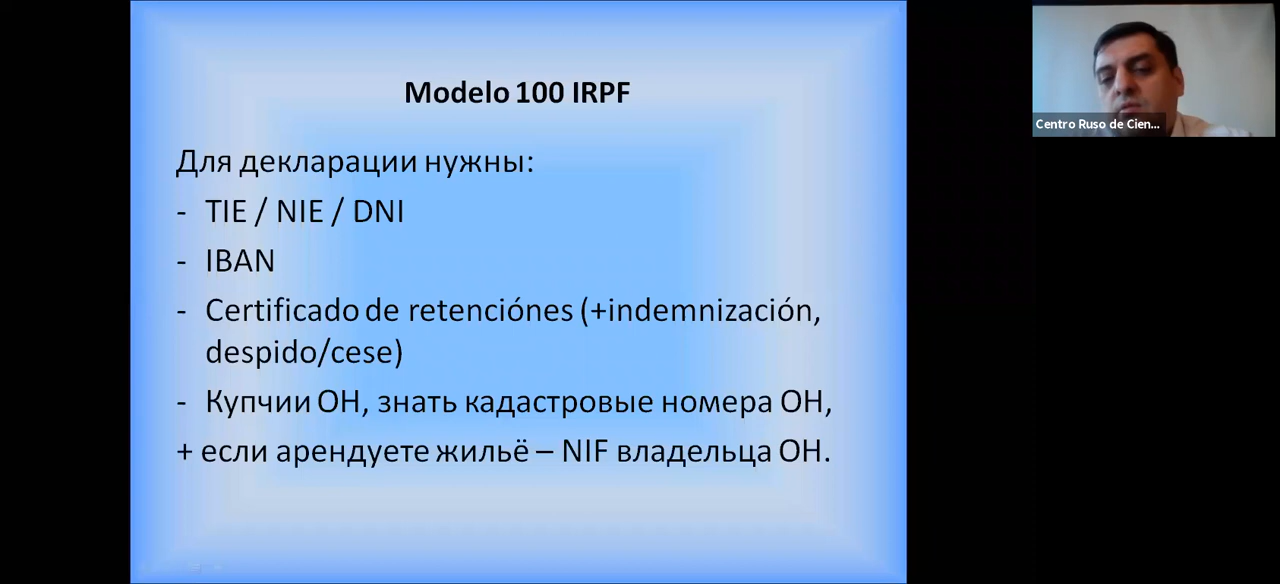 Modelo 100 IRPF
Для декларации нужны:
- TIE / NIE / DNI
- IBAN
- Certificado de retenciónes (+indemnización,
despido/cese)
- Купчии ОН, знать кадастровые номера ОН,
+ если арендуете жильё – NIF владельца ОН.
Centro Ruso de Cien...